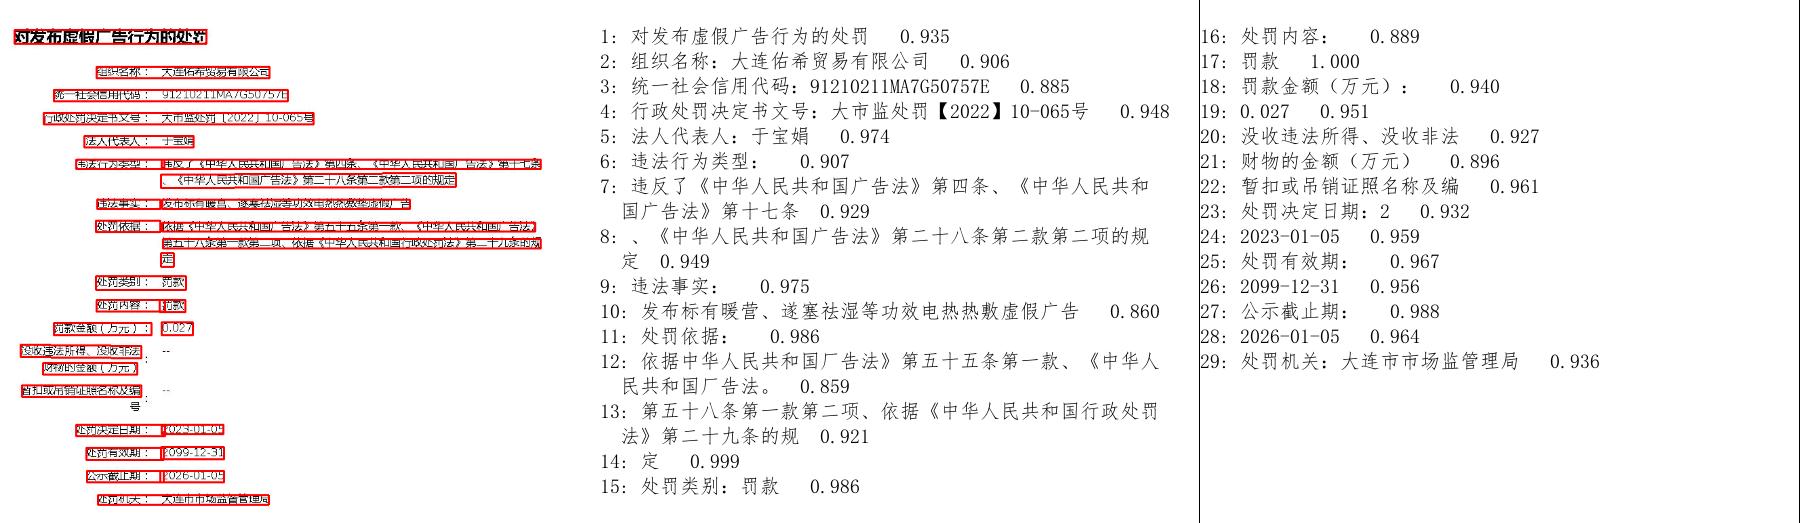 对发布虚假广告行为的处罚
组织名称： 大连佑希贸易有限公司
统一社会信用代码： 91210211MA7G50757E
行政处罚决定书文号： 大市监处罚〔2022〕10-065号
法人代表人： 于宝娟
违法行为类型： 违反了《中华人民共和国广告法》第四条、《中华人民共和国广告法》第十七条
、《中华人民共和国广告法》第二十八条第二款第二项的规定
违法事实： 发布标有暖宫、逐寒祛湿等功效电热热敷垫虚假广告
处罚依据： 依据《中华人民共和国广告法》第五十五条第一款、《中华人民共和国广告法》
第五十八条第一款第二项、依据《中华人民共和国行政处罚法》第二十九条的规
定
处罚类别： 罚款
处罚内容： 罚款
罚款金额（万元）： 0.027
没收违法所得、没收非法
财物的金额（万元） ： --
暂扣或吊销证照名称及编
号 ： --
处罚决定日期： 2023-01-05
处罚有效期： 2099-12-31
公示截止期： 2026-01-05
处罚机关： 大连市市场监督管理局
1: 对发布虚假广告行为的处罚 0.935
2: 组织名称：大连佑希贸易有限公司 0.906
3: 统一社会信用代码：91210211MA7G50757E 0.885
4: 行政处罚决定书文号：大市监处罚【2022】10-065号 0.948
5: 法人代表人：于宝娟 0.974
6: 违法行为类型： 0.907
7: 违反了《中华人民共和国广告法》第四条、《中华人民共和
国广告法》第十七条 0.929
8: 、《中华人民共和国广告法》第二十八条第二款第二项的规
定 0.949
9: 违法事实： 0.975
10: 发布标有暖营、遂塞祛湿等功效电热热敷虚假广告 0.860
11: 处罚依据： 0.986
12: 依据中华人民共和国厂告法》第五十五条第一款、《中华人
民共和国厂告法。 0.859
13: 第五十八条第一款第二项、依据《中华人民共和国行政处罚
法》第二十九条的规 0.921
14: 定 0.999
15: 处罚类别：罚款 0.986
16: 处罚内容： 0.889
17: 罚款 1.000
18: 罚款金额（万元）： 0.940
19: 0.027 0.951
20: 没收违法所得、没收非法 0.927
21: 财物的金额（万元） 0.896
22: 暂扣或吊销证照名称及编 0.961
23: 处罚决定日期：2 0.932
24: 2023-01-05 0.959
25: 处罚有效期： 0.967
26: 2099-12-31 0.956
27: 公示截止期： 0.988
28: 2026-01-05 0.964
29: 处罚机关：大连市市场监管理局 0.936